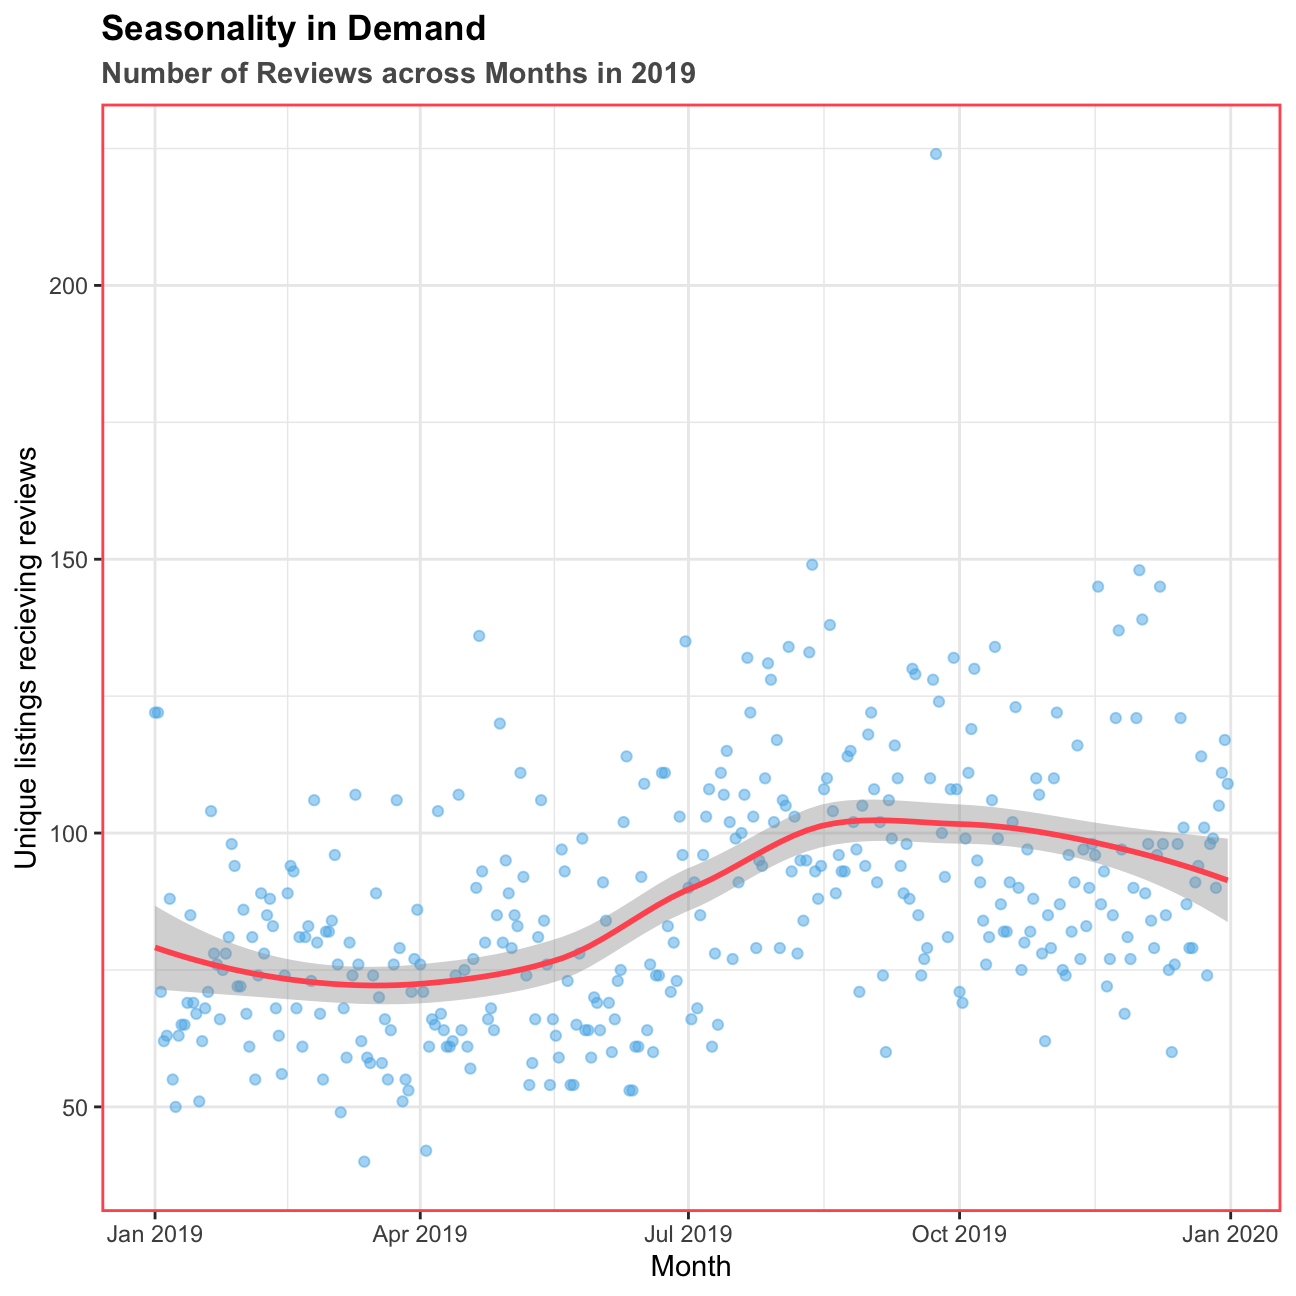 Seasonality in Demand
Number of Reviews across Months in 2019
Unique listings recieving reviews
200
150
100
50
Jan 2019
Apr 2019
Jul 2019
Oct 2019
Jan 2020
Month